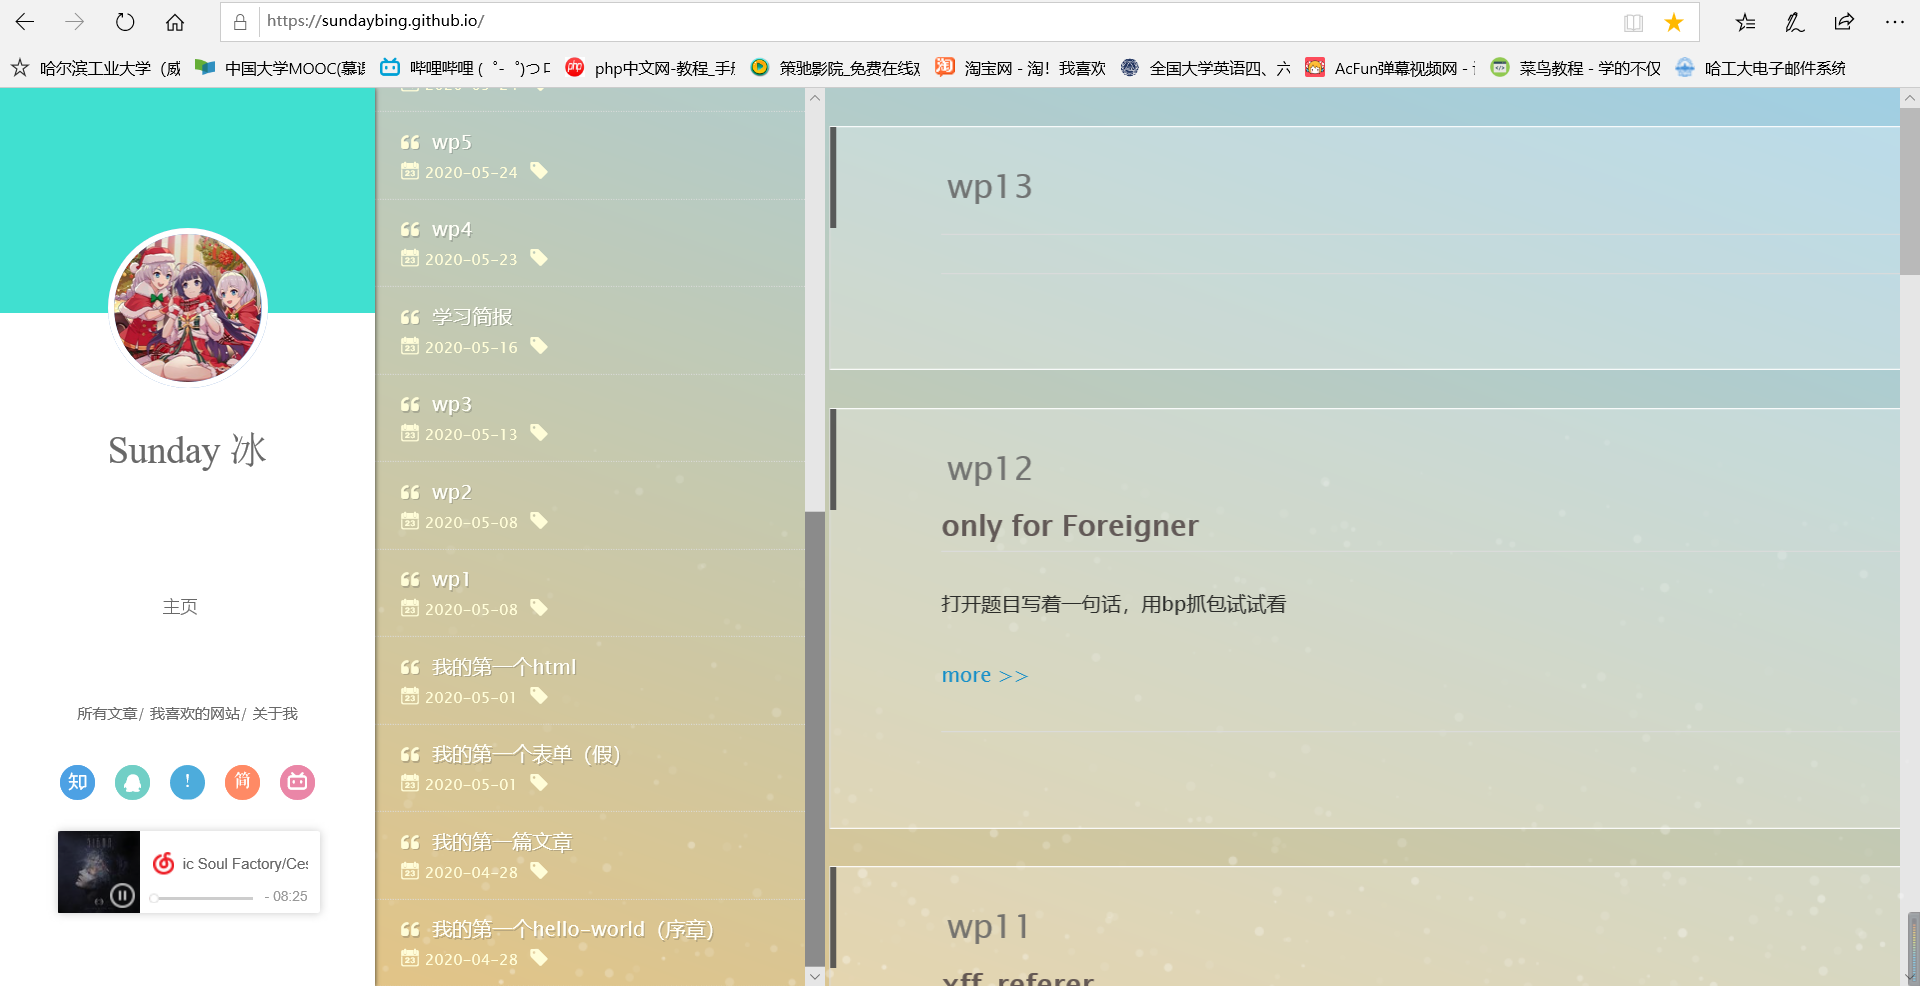 https://sundaybing.github.io/
哈尔滨工业大学（威
中国大学MOOC(慕课
哔哩哔哩 ( ゜- ゜)つロ
php中文网-教程_手册
策驰影院_免费在线观
淘宝网 - 淘！我喜欢
全国大学英语四、六
AcFun弹幕视频网 -
菜鸟教程 - 学的不仅
哈工大电子邮件系统
Sunday 冰
主页
所有文章/ 我喜欢的网站/ 关于我
知
!
简
ic Soul Factory/Ces
- 08:25
wp5
2020-05-24
wp4
2020-05-23
学习简报
2020-05-16
wp3
2020-05-13
wp2
2020-05-08
wp1
2020-05-08
我的第一个html
2020-05-01
我的第一个表单（假）
2020-05-01
我的第一篇文章
2020-04-28
我的第一个hello-world（序章）
2020-04-28
wp13
wp12
only for Foreigner
打开题目写着一句话，用bp抓包试试看
more >>
wp11
xff_referer